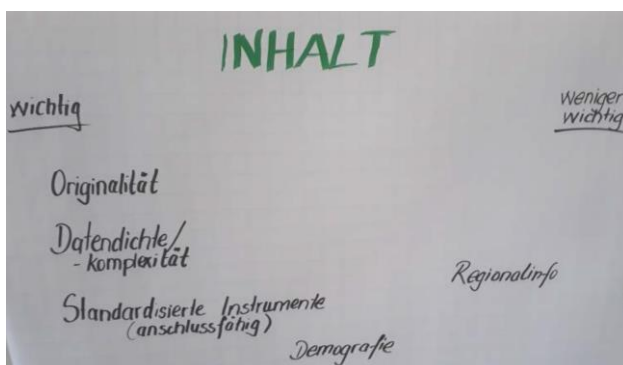 INHALT
wichtig
weniger
wichtig
Originalität
Datendichte/
- komplexität
Regionalinfo
Standardisierte Instrumente
(anschlussfähig)
Demografie